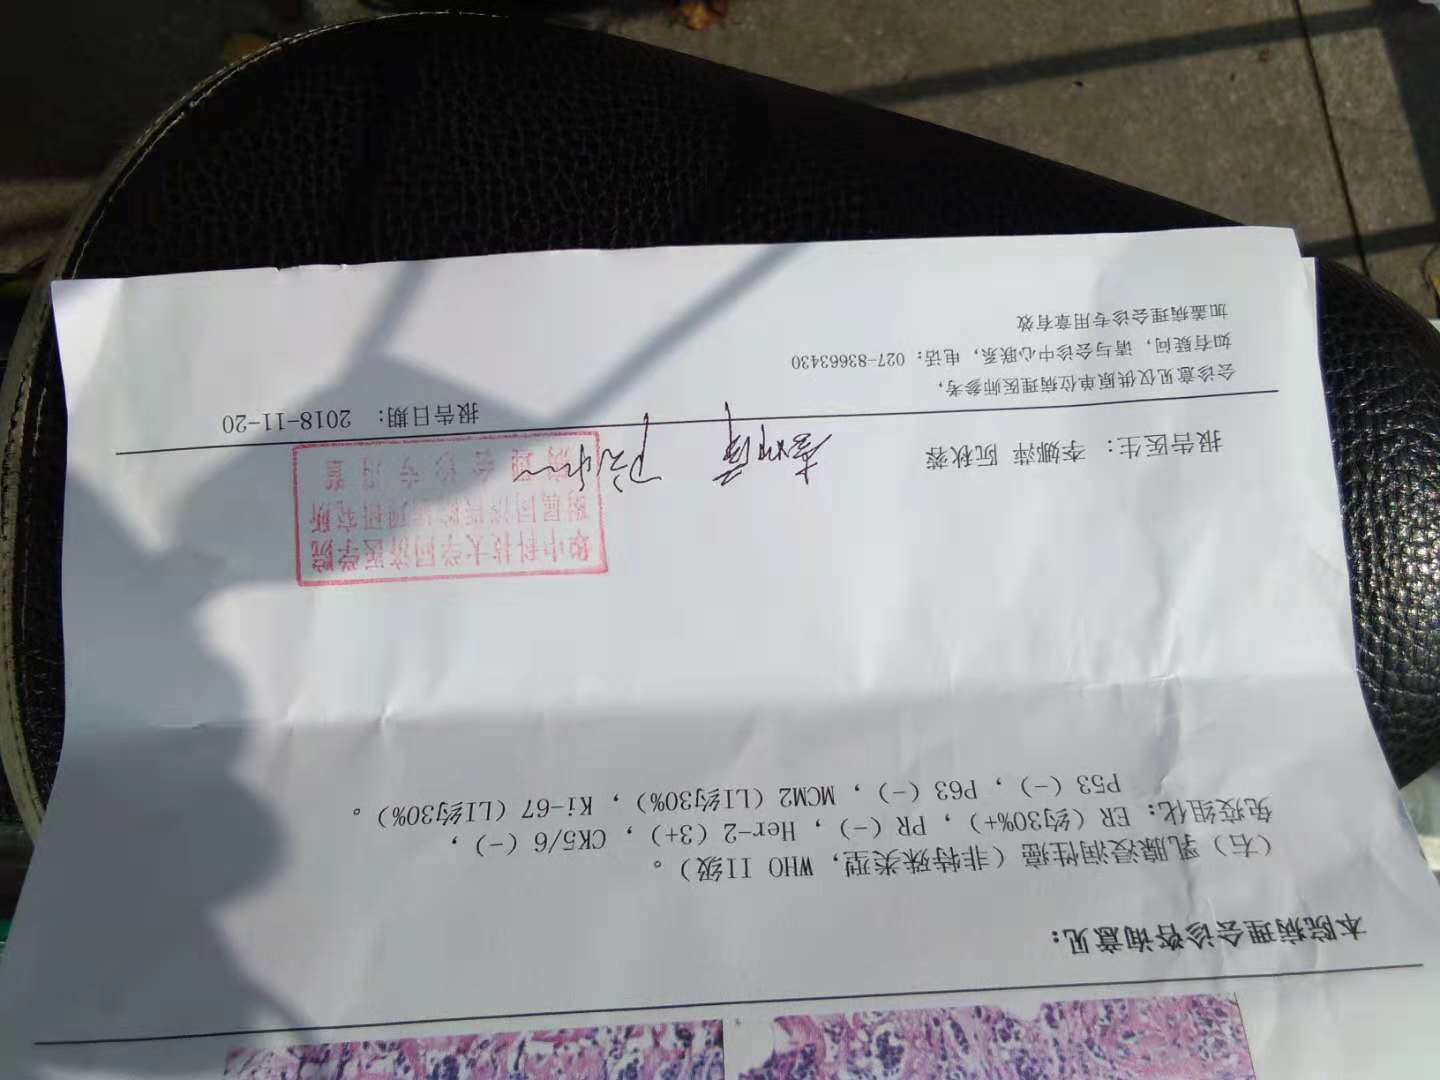 本院病理会诊咨询意见：
（右）乳腺浸润性癌（非特殊类型，WHO II级）。
免疫组化：ER（约30%+），PR（-），Her-2（3+），CK5/6（-），
P53（-），P63（-），MCM2（LI约30%），Ki-67（LI约30%）。
华中科技大学同济医学院
附属同济医院病理研究所
病理会诊专用章
报告医生：李娜萍 阮秋蓉
报告日期：2018-11-20
会诊意见仅供原单位病理医师参考，
如有疑问，请与会诊中心联系，电话：027-83663430
加盖病理会诊专用章有效